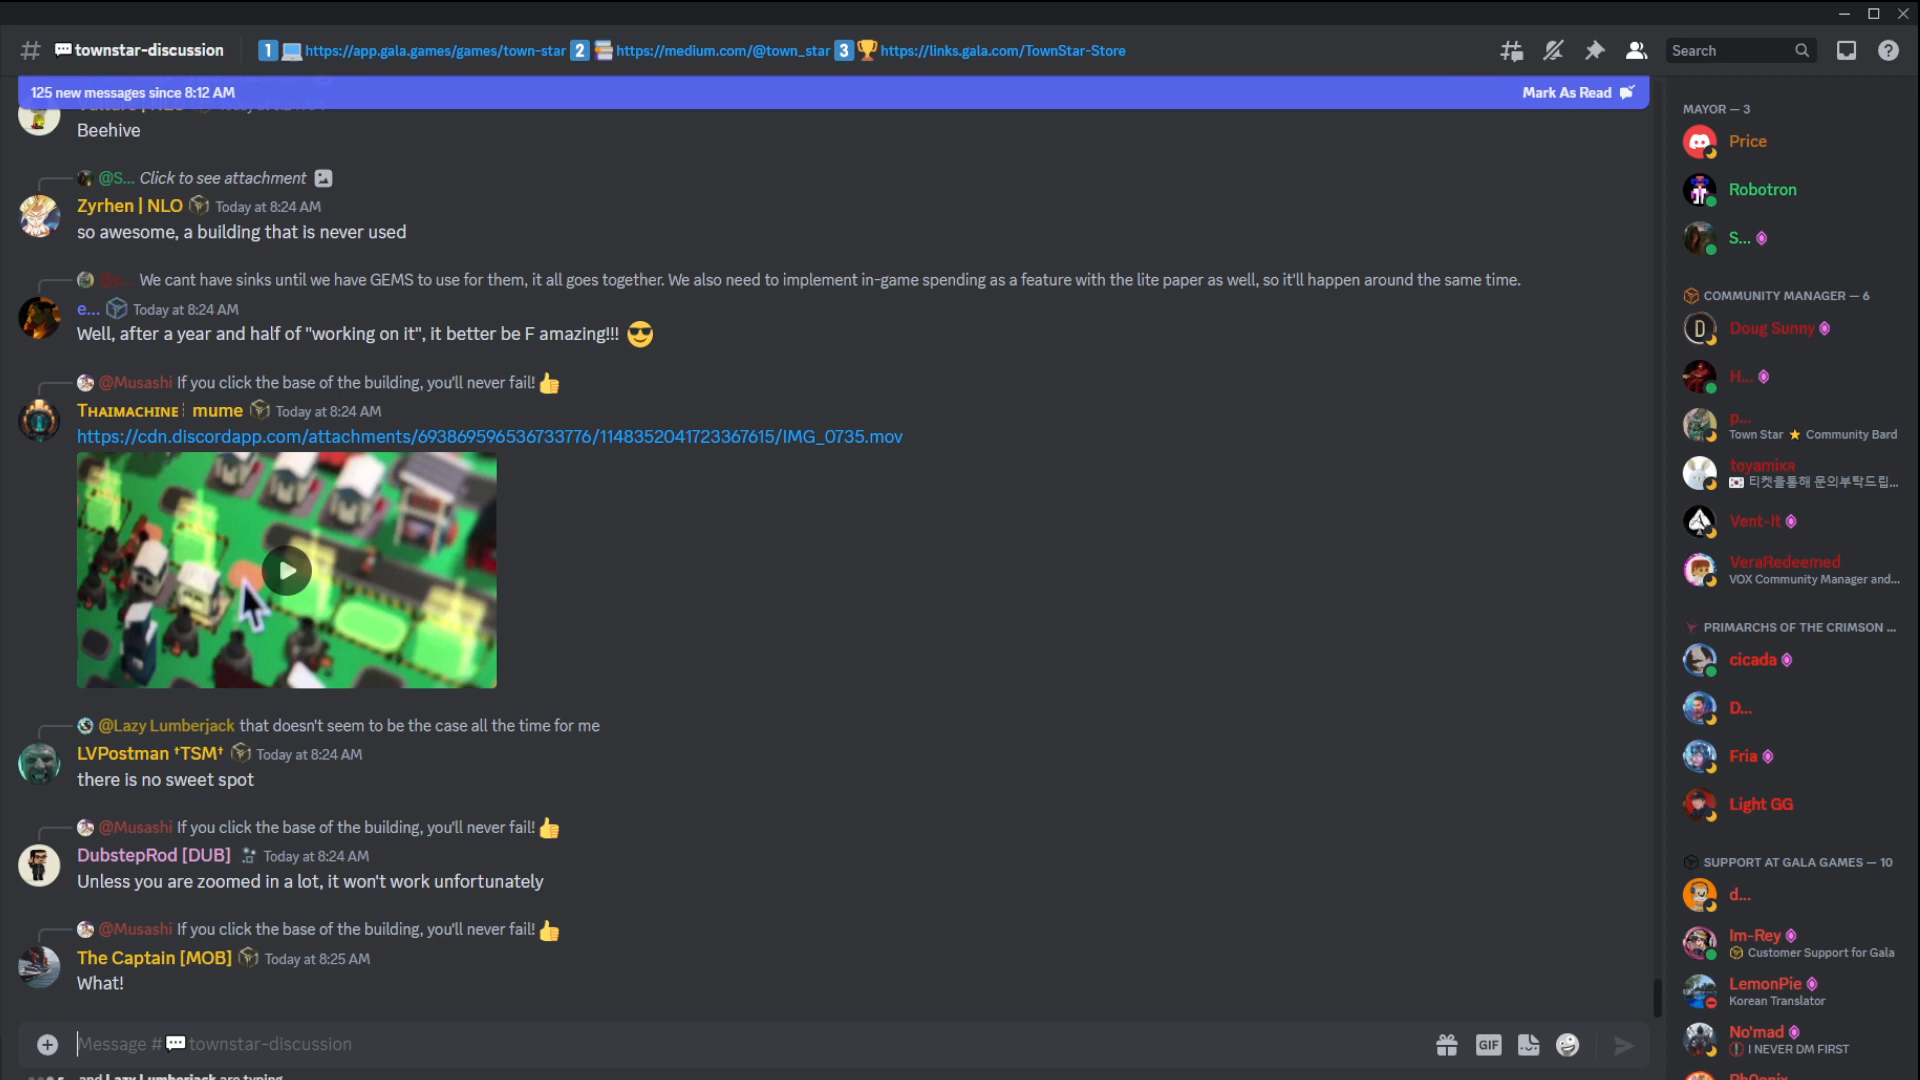 townstar-discussion
1 https://app.gala.games/games/town-star 2 https://medium.com/@town_star 3 https://links.gala.com/TownStar-Store
Search
125 new messages since 8:12 AM
Mark As Read
Beehive
@S... Click to see attachment
Zyrhen | NLO Today at 8:24 AM
so awesome, a building that is never used
We cant have sinks until we have GEMS to use for them, it all goes together. We also need to implement in-game spending as a feature with the lite paper as well, so it'll happen around the same time.
e... Today at 8:24 AM
Well, after a year and half of "working on it", it better be F amazing!!! 😎
@Musashi If you click the base of the building, you'll never fail! 👍
Thaimachine┊mume Today at 8:24 AM
https://cdn.discordapp.com/attachments/693869596536733776/1148352041723367615/IMG_0735.mov
@Lazy Lumberjack that doesn't seem to be the case all the time for me
LVPostman †TSM† Today at 8:24 AM
there is no sweet spot
@Musashi If you click the base of the building, you'll never fail! 👍
DubstepRod [DUB] Today at 8:24 AM
Unless you are zoomed in a lot, it won't work unfortunately
@Musashi If you click the base of the building, you'll never fail! 👍
The Captain [MOB] Today at 8:25 AM
What!
Message #townstar-discussion
GIF
and Lazy Lumberjack are typing
MAYOR — 3
Price
Robotron
S...
COMMUNITY MANAGER — 6
Doug Sunny
H...
p...
Town Star ⭐ Community Bard
toyamikʀ
🇰🇷 티켓을통해 문의부탁드립...
Vent-It
VeraRedeemed
VOX Community Manager and...
PRIMARCHS OF THE CRIMSON ...
cicada
D...
Fria
Light GG
SUPPORT AT GALA GAMES — 10
d...
Im-Rey
Customer Support for Gala
LemonPie
Korean Translator
No'mad
I NEVER DM FIRST